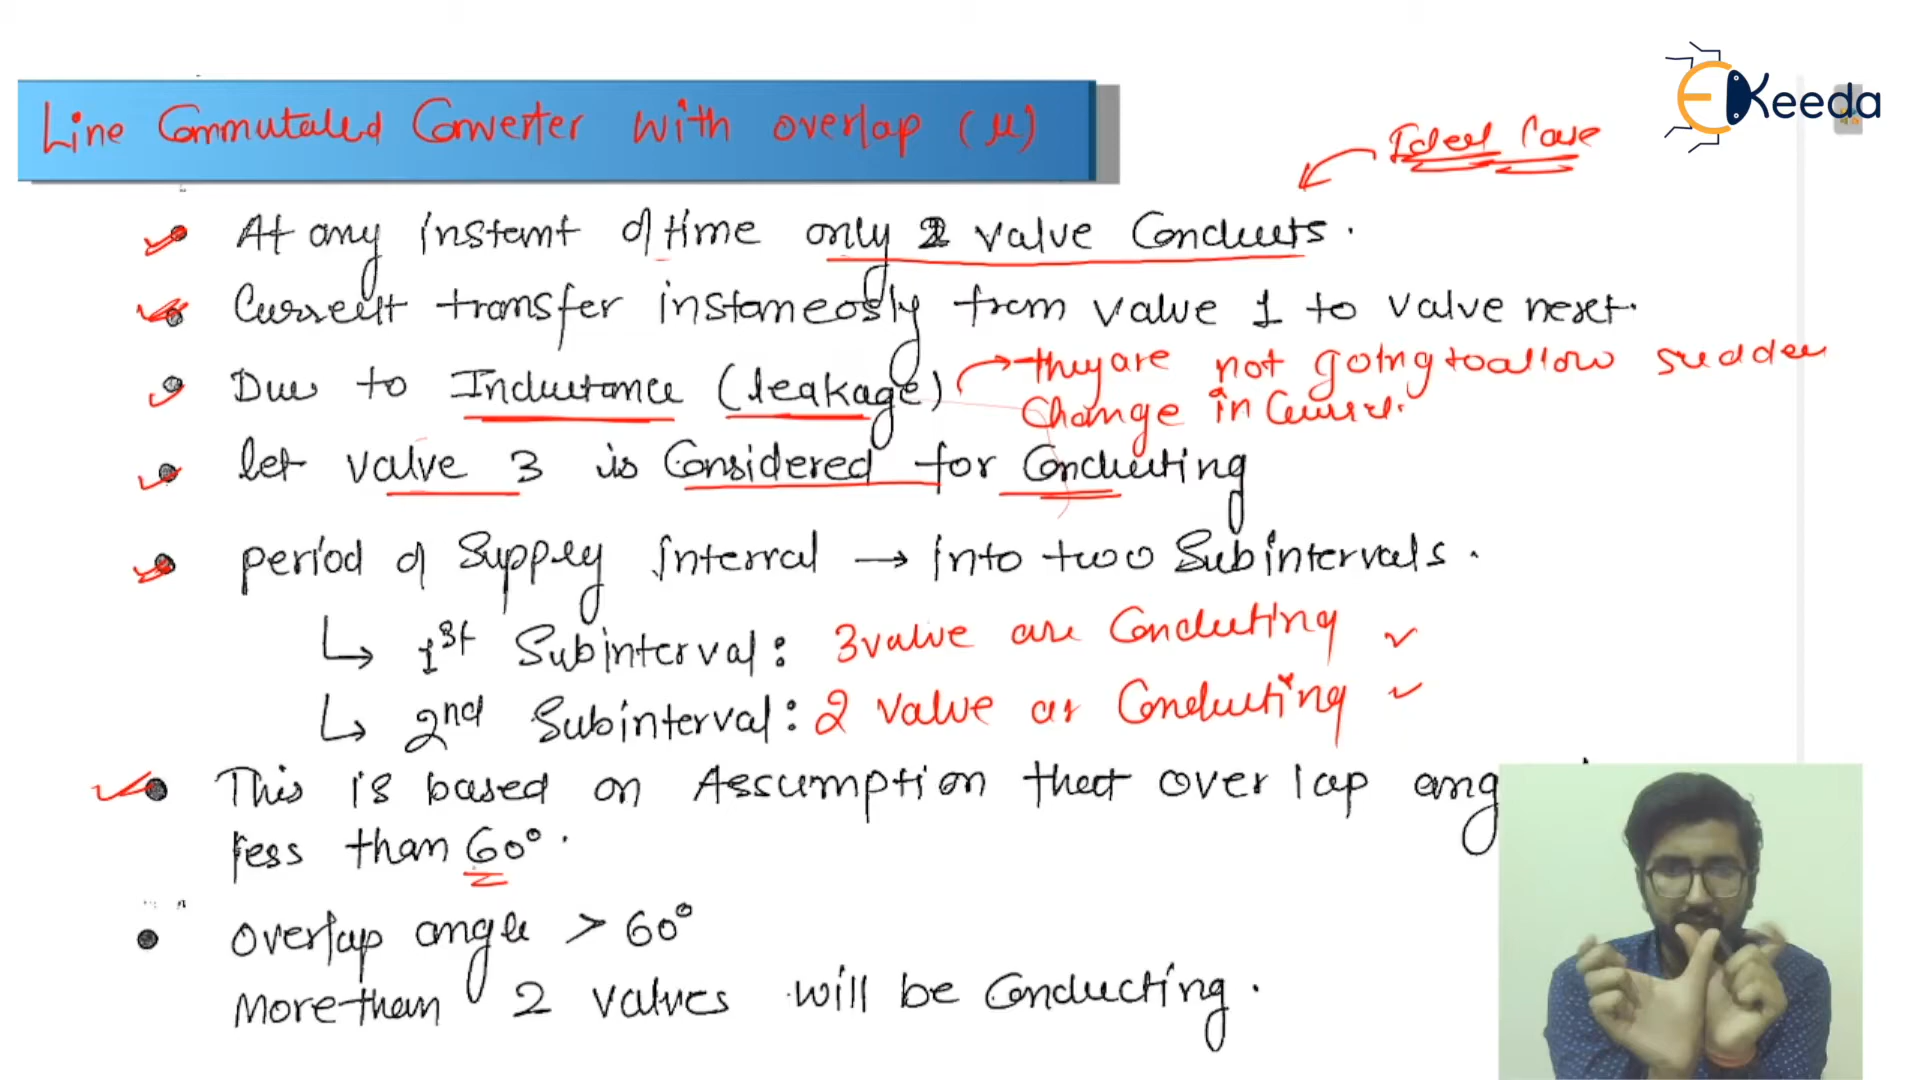 EKeeda
Line Commutated Converter with overlap (μ)
Ideal Case
At any instant of time only 2 valve Conducts.
Current transfer instaneosly from valve 1 to valve next.
Due to Inductance (leakage) → they are not going to allow sudden
Change in Current.
let valve 3 is Considered for Conducting
period of Supply interval → into two Subintervals.
↳ 1st Subinterval: 3 valve are Conducting ✓
↳ 2nd Subinterval: 2 valve ar Conducting ✓
This is based on Assumption that overlap ang
less than 60°.
overlap angle > 60°
More than 2 valves will be Conducting.